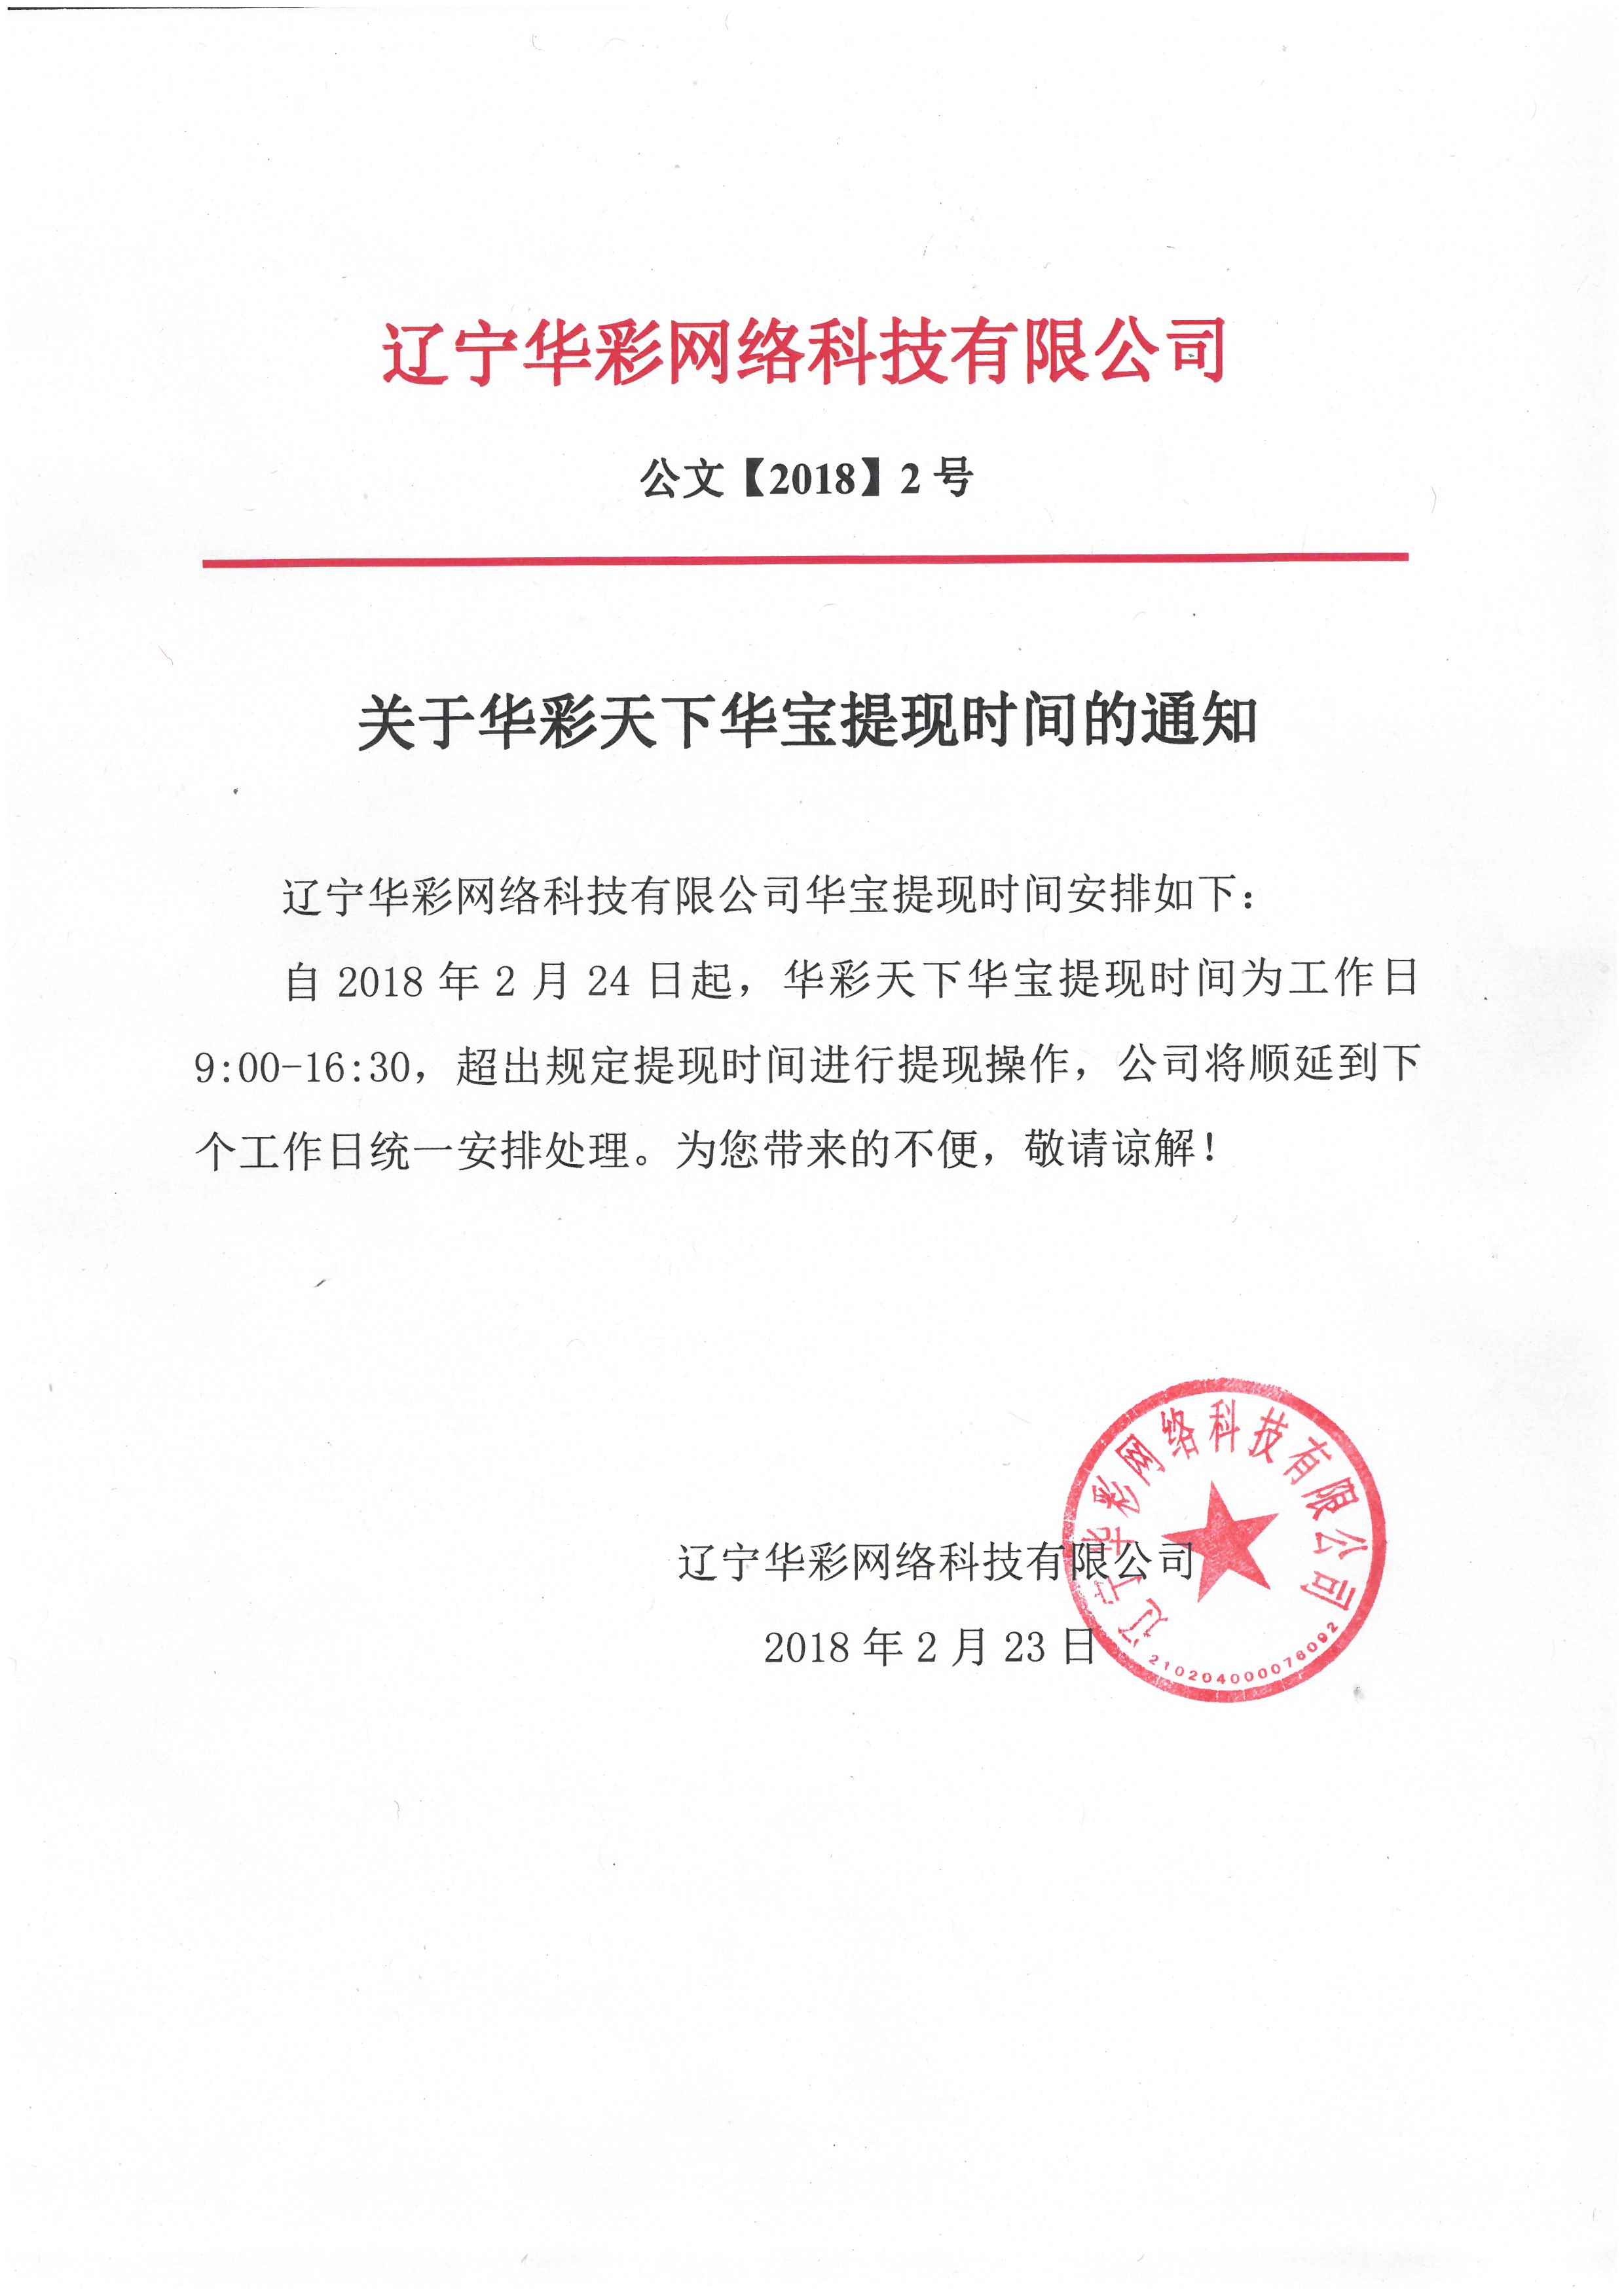 辽宁华彩网络科技有限公司
公文【2018】2号
关于华彩天下华宝提现时间的通知
辽宁华彩网络科技有限公司华宝提现时间安排如下：
自 2018 年 2 月 24 日起，华彩天下华宝提现时间为工作日
9:00-16:30，超出规定提现时间进行提现操作，公司将顺延到下
个工作日统一安排处理。为您带来的不便，敬请谅解！
辽宁华彩网络科技有限公司
2018 年 2 月 23 日
辽宁华彩网络科技有限公司
210204000076092